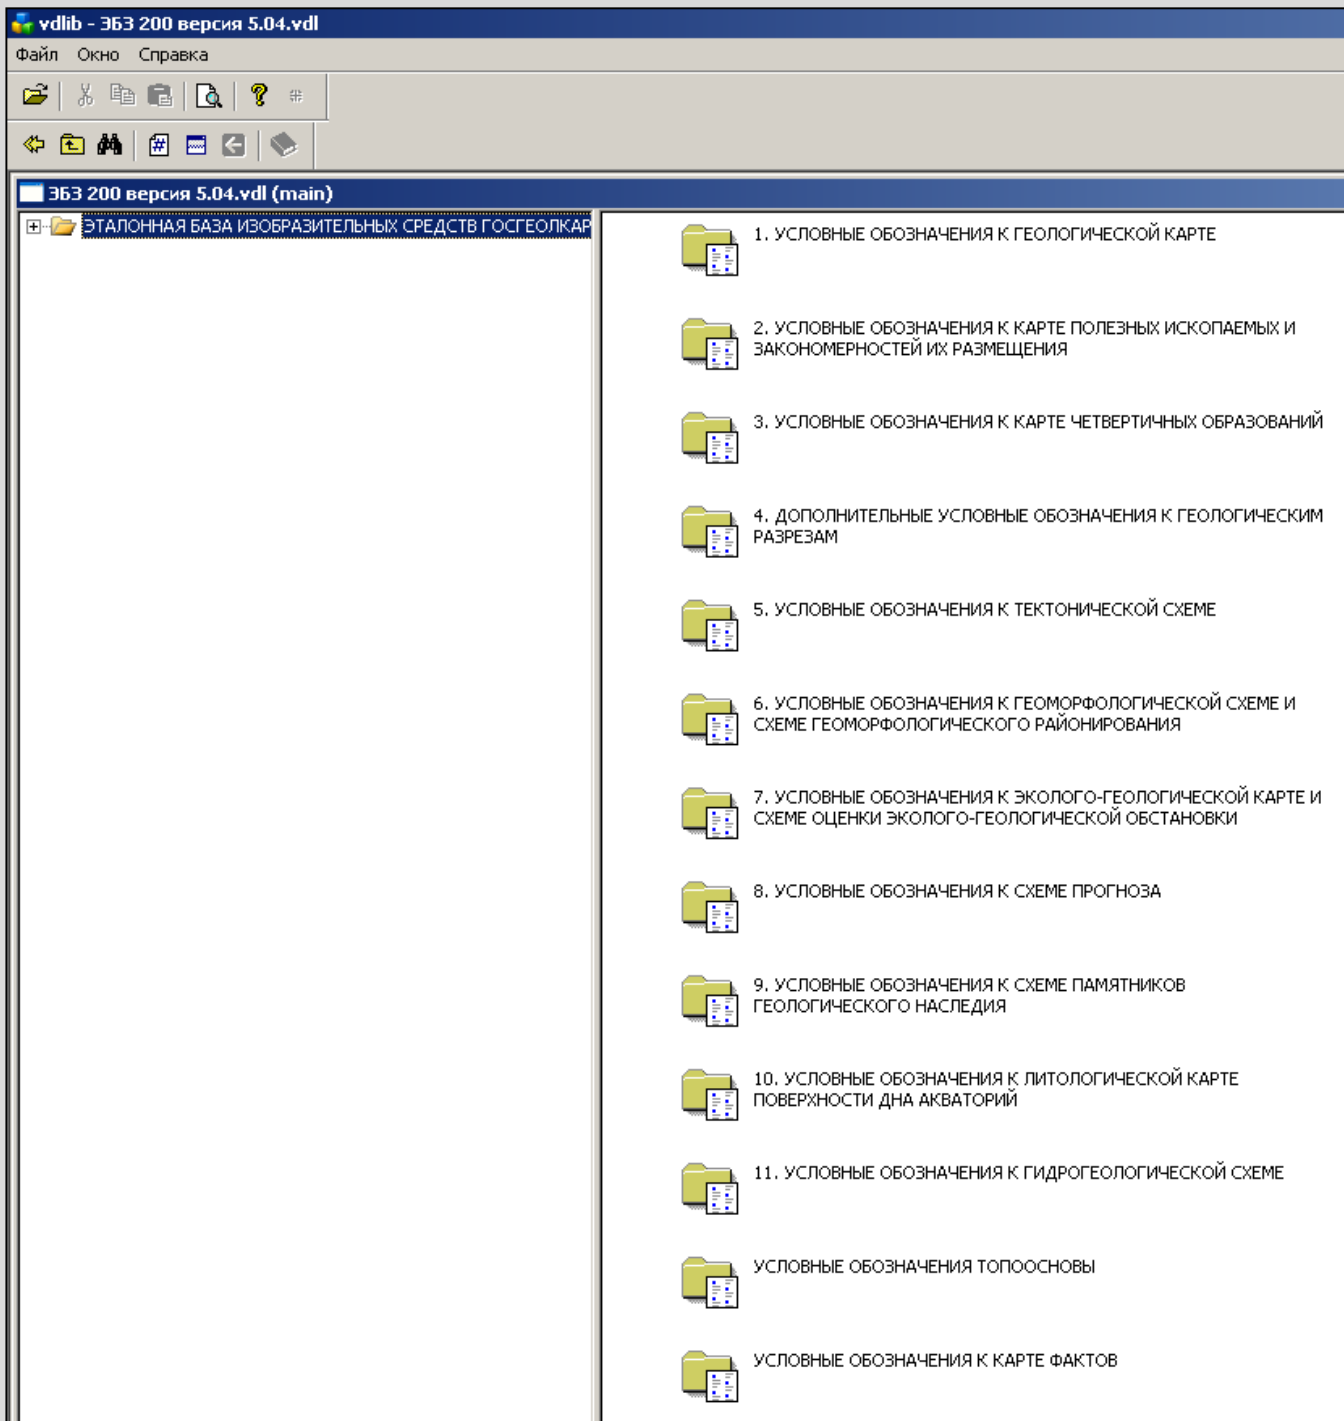 vdlib - ЭБЗ 200 версия 5.04.vdl
Файл Окно Справка
ЭБЗ 200 версия 5.04.vdl (main)
ЭТАЛОННАЯ БАЗА ИЗОБРАЗИТЕЛЬНЫХ СРЕДСТВ ГОСГЕОЛКАР
1. УСЛОВНЫЕ ОБОЗНАЧЕНИЯ К ГЕОЛОГИЧЕСКОЙ КАРТЕ
2. УСЛОВНЫЕ ОБОЗНАЧЕНИЯ К КАРТЕ ПОЛЕЗНЫХ ИСКОПАЕМЫХ И
ЗАКОНОМЕРНОСТЕЙ ИХ РАЗМЕЩЕНИЯ
3. УСЛОВНЫЕ ОБОЗНАЧЕНИЯ К КАРТЕ ЧЕТВЕРТИЧНЫХ ОБРАЗОВАНИЙ
4. ДОПОЛНИТЕЛЬНЫЕ УСЛОВНЫЕ ОБОЗНАЧЕНИЯ К ГЕОЛОГИЧЕСКИМ
РАЗРЕЗАМ
5. УСЛОВНЫЕ ОБОЗНАЧЕНИЯ К ТЕКТОНИЧЕСКОЙ СХЕМЕ
6. УСЛОВНЫЕ ОБОЗНАЧЕНИЯ К ГЕОМОРФОЛОГИЧЕСКОЙ СХЕМЕ И
СХЕМЕ ГЕОМОРФОЛОГИЧЕСКОГО РАЙОНИРОВАНИЯ
7. УСЛОВНЫЕ ОБОЗНАЧЕНИЯ К ЭКОЛОГО-ГЕОЛОГИЧЕСКОЙ КАРТЕ И
СХЕМЕ ОЦЕНКИ ЭКОЛОГО-ГЕОЛОГИЧЕСКОЙ ОБСТАНОВКИ
8. УСЛОВНЫЕ ОБОЗНАЧЕНИЯ К СХЕМЕ ПРОГНОЗА
9. УСЛОВНЫЕ ОБОЗНАЧЕНИЯ К СХЕМЕ ПАМЯТНИКОВ
ГЕОЛОГИЧЕСКОГО НАСЛЕДИЯ
10. УСЛОВНЫЕ ОБОЗНАЧЕНИЯ К ЛИТОЛОГИЧЕСКОЙ КАРТЕ
ПОВЕРХНОСТИ ДНА АКВАТОРИЙ
11. УСЛОВНЫЕ ОБОЗНАЧЕНИЯ К ГИДРОГЕОЛОГИЧЕСКОЙ СХЕМЕ
УСЛОВНЫЕ ОБОЗНАЧЕНИЯ ТОПООСНОВЫ
УСЛОВНЫЕ ОБОЗНАЧЕНИЯ К КАРТЕ ФАКТОВ